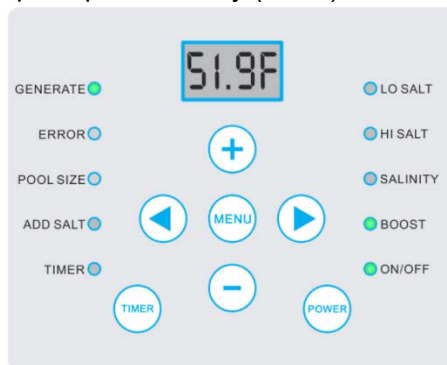 51.9F
GENERATE
LO SALT
ERROR
+
HI SALT
POOL SIZE
SALINITY
ADD SALT
MENU
BOOST
TIMER
−
ON/OFF
TIMER
POWER